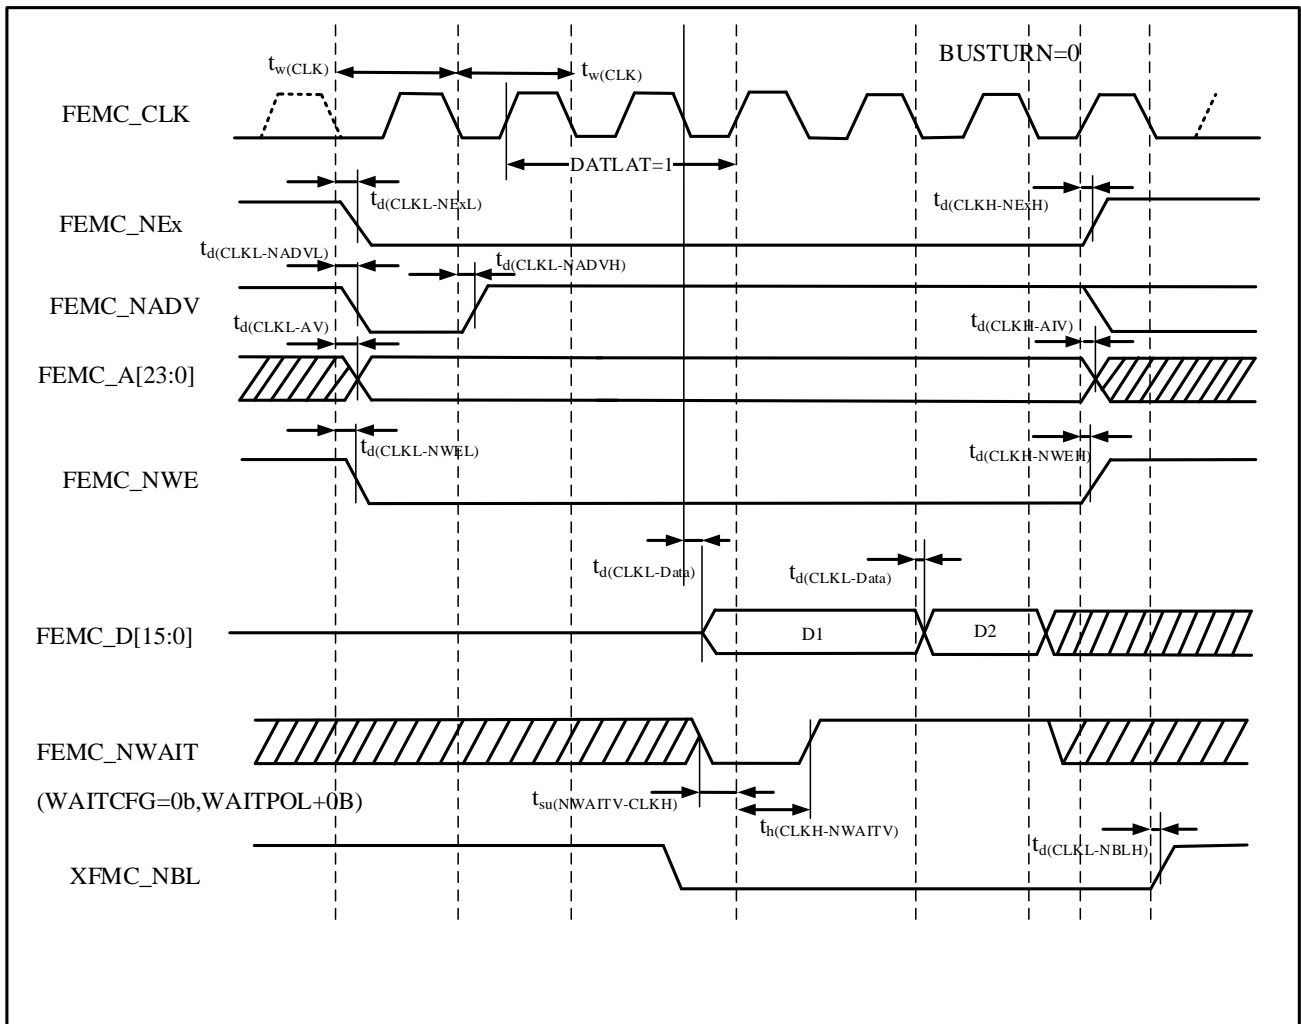 BUSTURN=0
tw(CLK)
tw(CLK)
FEMC_CLK
DATLAT=1
td(CLKL-NExL)
td(CLKH-NExH)
FEMC_NEx
td(CLKL-NADVL)
td(CLKL-NADVH)
FEMC_NADV
td(CLKL-AV)
td(CLKH-AIV)
FEMC_A[23:0]
td(CLKL-NWEL)
td(CLKH-NWEH)
FEMC_NWE
td(CLKL-Data)
td(CLKL-Data)
FEMC_D[15:0]
D1
D2
FEMC_NWAIT
(WAITCFG=0b,WAITPOL+0B)
tsu(NWAITV-CLKH)
th(CLKH-NWAITV)
td(CLKL-NBLH)
XFMC_NBL